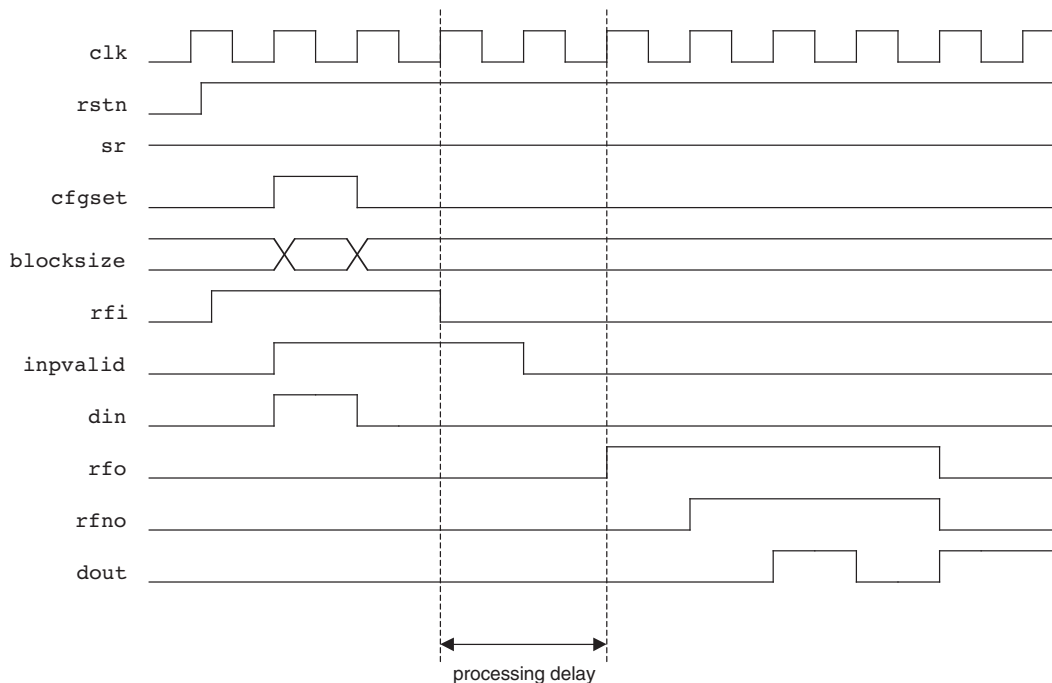 clk
rstn
sr
cfgset
blocksize
rfi
inpvalid
din
rfo
rfno
dout
processing delay